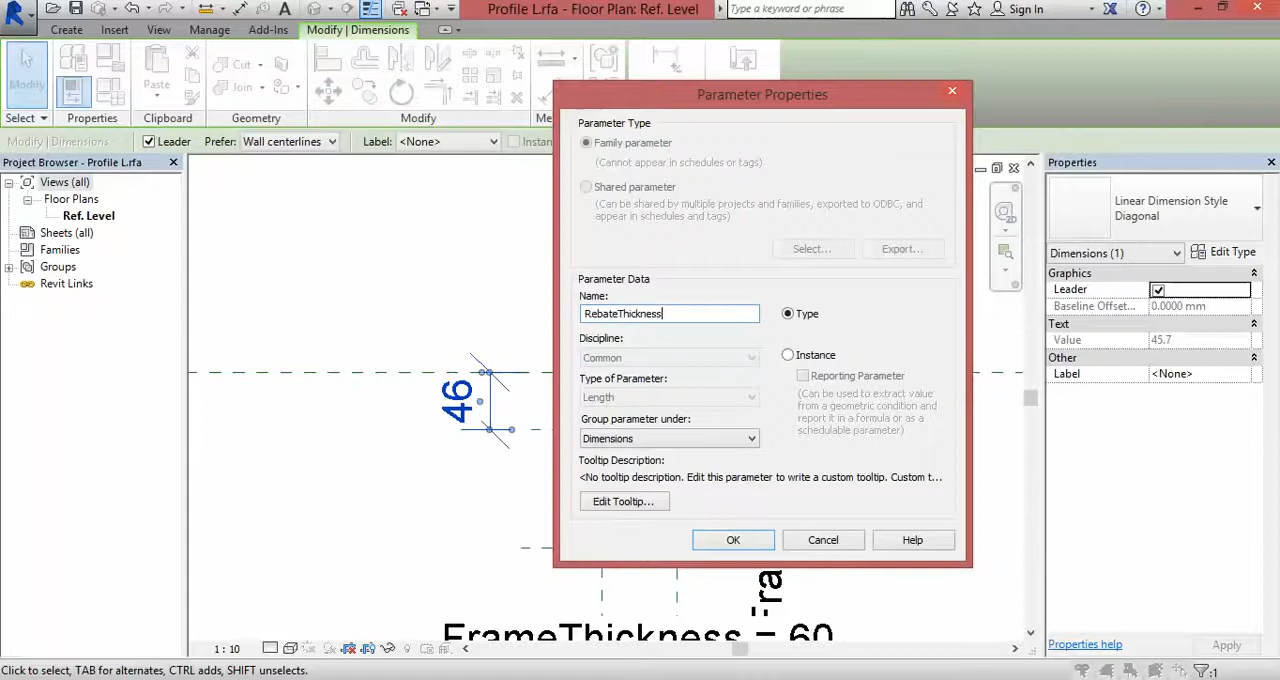 Profile L.rfa - Floor Plan: Ref. Level
Type a keyword or phrase
Sign In
Create
Insert
View
Manage
Add-Ins
Modify | Dimensions
Modify
Paste
Cut
Join
Select
Properties
Clipboard
Geometry
Modify
Me
Modify | Dimensions
Leader
Prefer:
Wall centerlines
Label:
<None>
Instan
Project Browser - Profile L.rfa
Views (all)
Floor Plans
Ref. Level
Sheets (all)
Families
Groups
Revit Links
46
FrameThickness = 60
Fra
Parameter Properties
Parameter Type
Family parameter
(Cannot appear in schedules or tags)
Shared parameter
(Can be shared by multiple projects and families, exported to ODBC, and
appear in schedules and tags)
Select...
Export...
Parameter Data
Name:
RebateThickness
Type
Discipline:
Common
Instance
Type of Parameter:
Length
Reporting Parameter
(Can be used to extract value
from a geometric condition and
report it in a formula or as a
schedulable parameter)
Group parameter under:
Dimensions
Tooltip Description:
<No tooltip description. Edit this parameter to write a custom tooltip. Custom t...
Edit Tooltip...
OK
Cancel
Help
Properties
Linear Dimension Style
Diagonal
Dimensions (1)
Edit Type
Graphics
Leader
Baseline Offset...
0.0000 mm
Text
Value
45.7
Other
Label
<None>
Properties help
Apply
1 : 10
Click to select, TAB for alternates, CTRL adds, SHIFT unselects.
:1